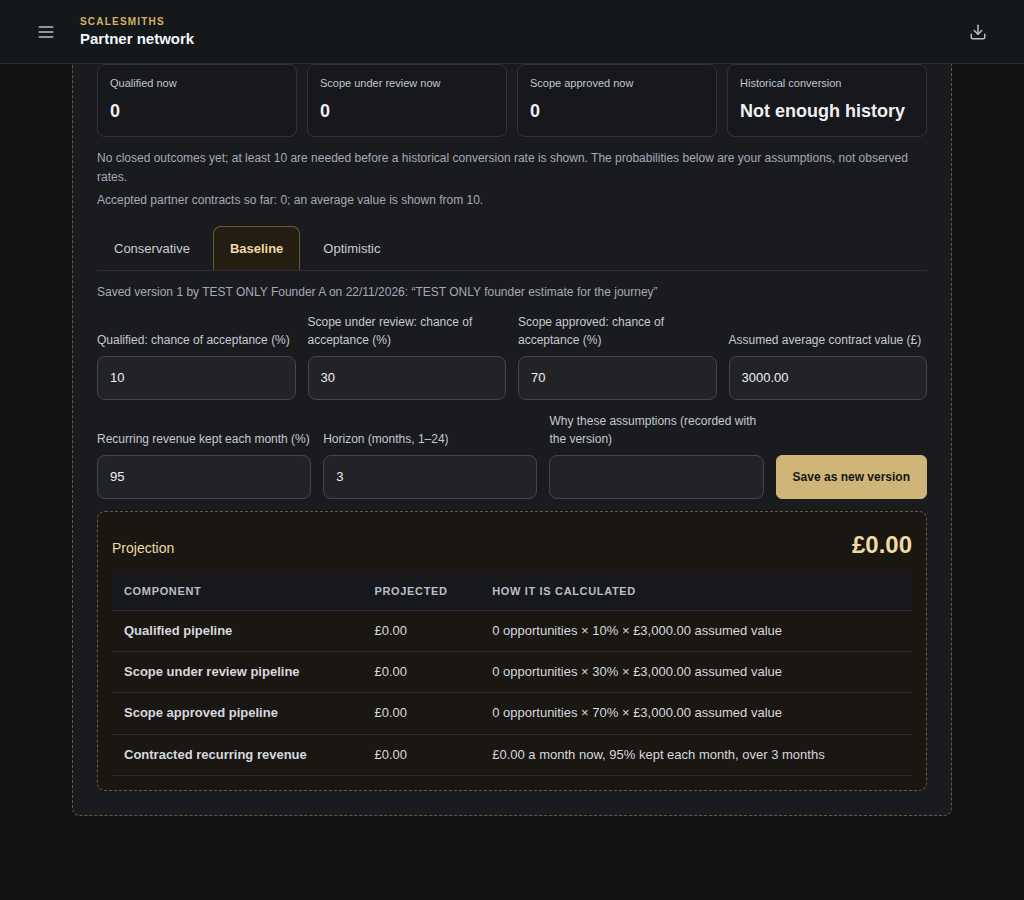 SCALESMITHS
Partner network
Qualified now
0
Scope under review now
0
Scope approved now
0
Historical conversion
Not enough history
No closed outcomes yet; at least 10 are needed before a historical conversion rate is shown. The probabilities below are your assumptions, not observed
rates.
Accepted partner contracts so far: 0; an average value is shown from 10.
Conservative
Baseline
Optimistic
Saved version 1 by TEST ONLY Founder A on 22/11/2026: “TEST ONLY founder estimate for the journey”
Qualified: chance of acceptance (%)
10
Scope under review: chance of
acceptance (%)
30
Scope approved: chance of
acceptance (%)
70
Assumed average contract value (£)
3000.00
Recurring revenue kept each month (%)
95
Horizon (months, 1–24)
3
Why these assumptions (recorded with
the version)
Save as new version
Projection £0.00
COMPONENT PROJECTED HOW IT IS CALCULATED
Qualified pipeline £0.00 0 opportunities × 10% × £3,000.00 assumed value
Scope under review pipeline £0.00 0 opportunities × 30% × £3,000.00 assumed value
Scope approved pipeline £0.00 0 opportunities × 70% × £3,000.00 assumed value
Contracted recurring revenue £0.00 £0.00 a month now, 95% kept each month, over 3 months